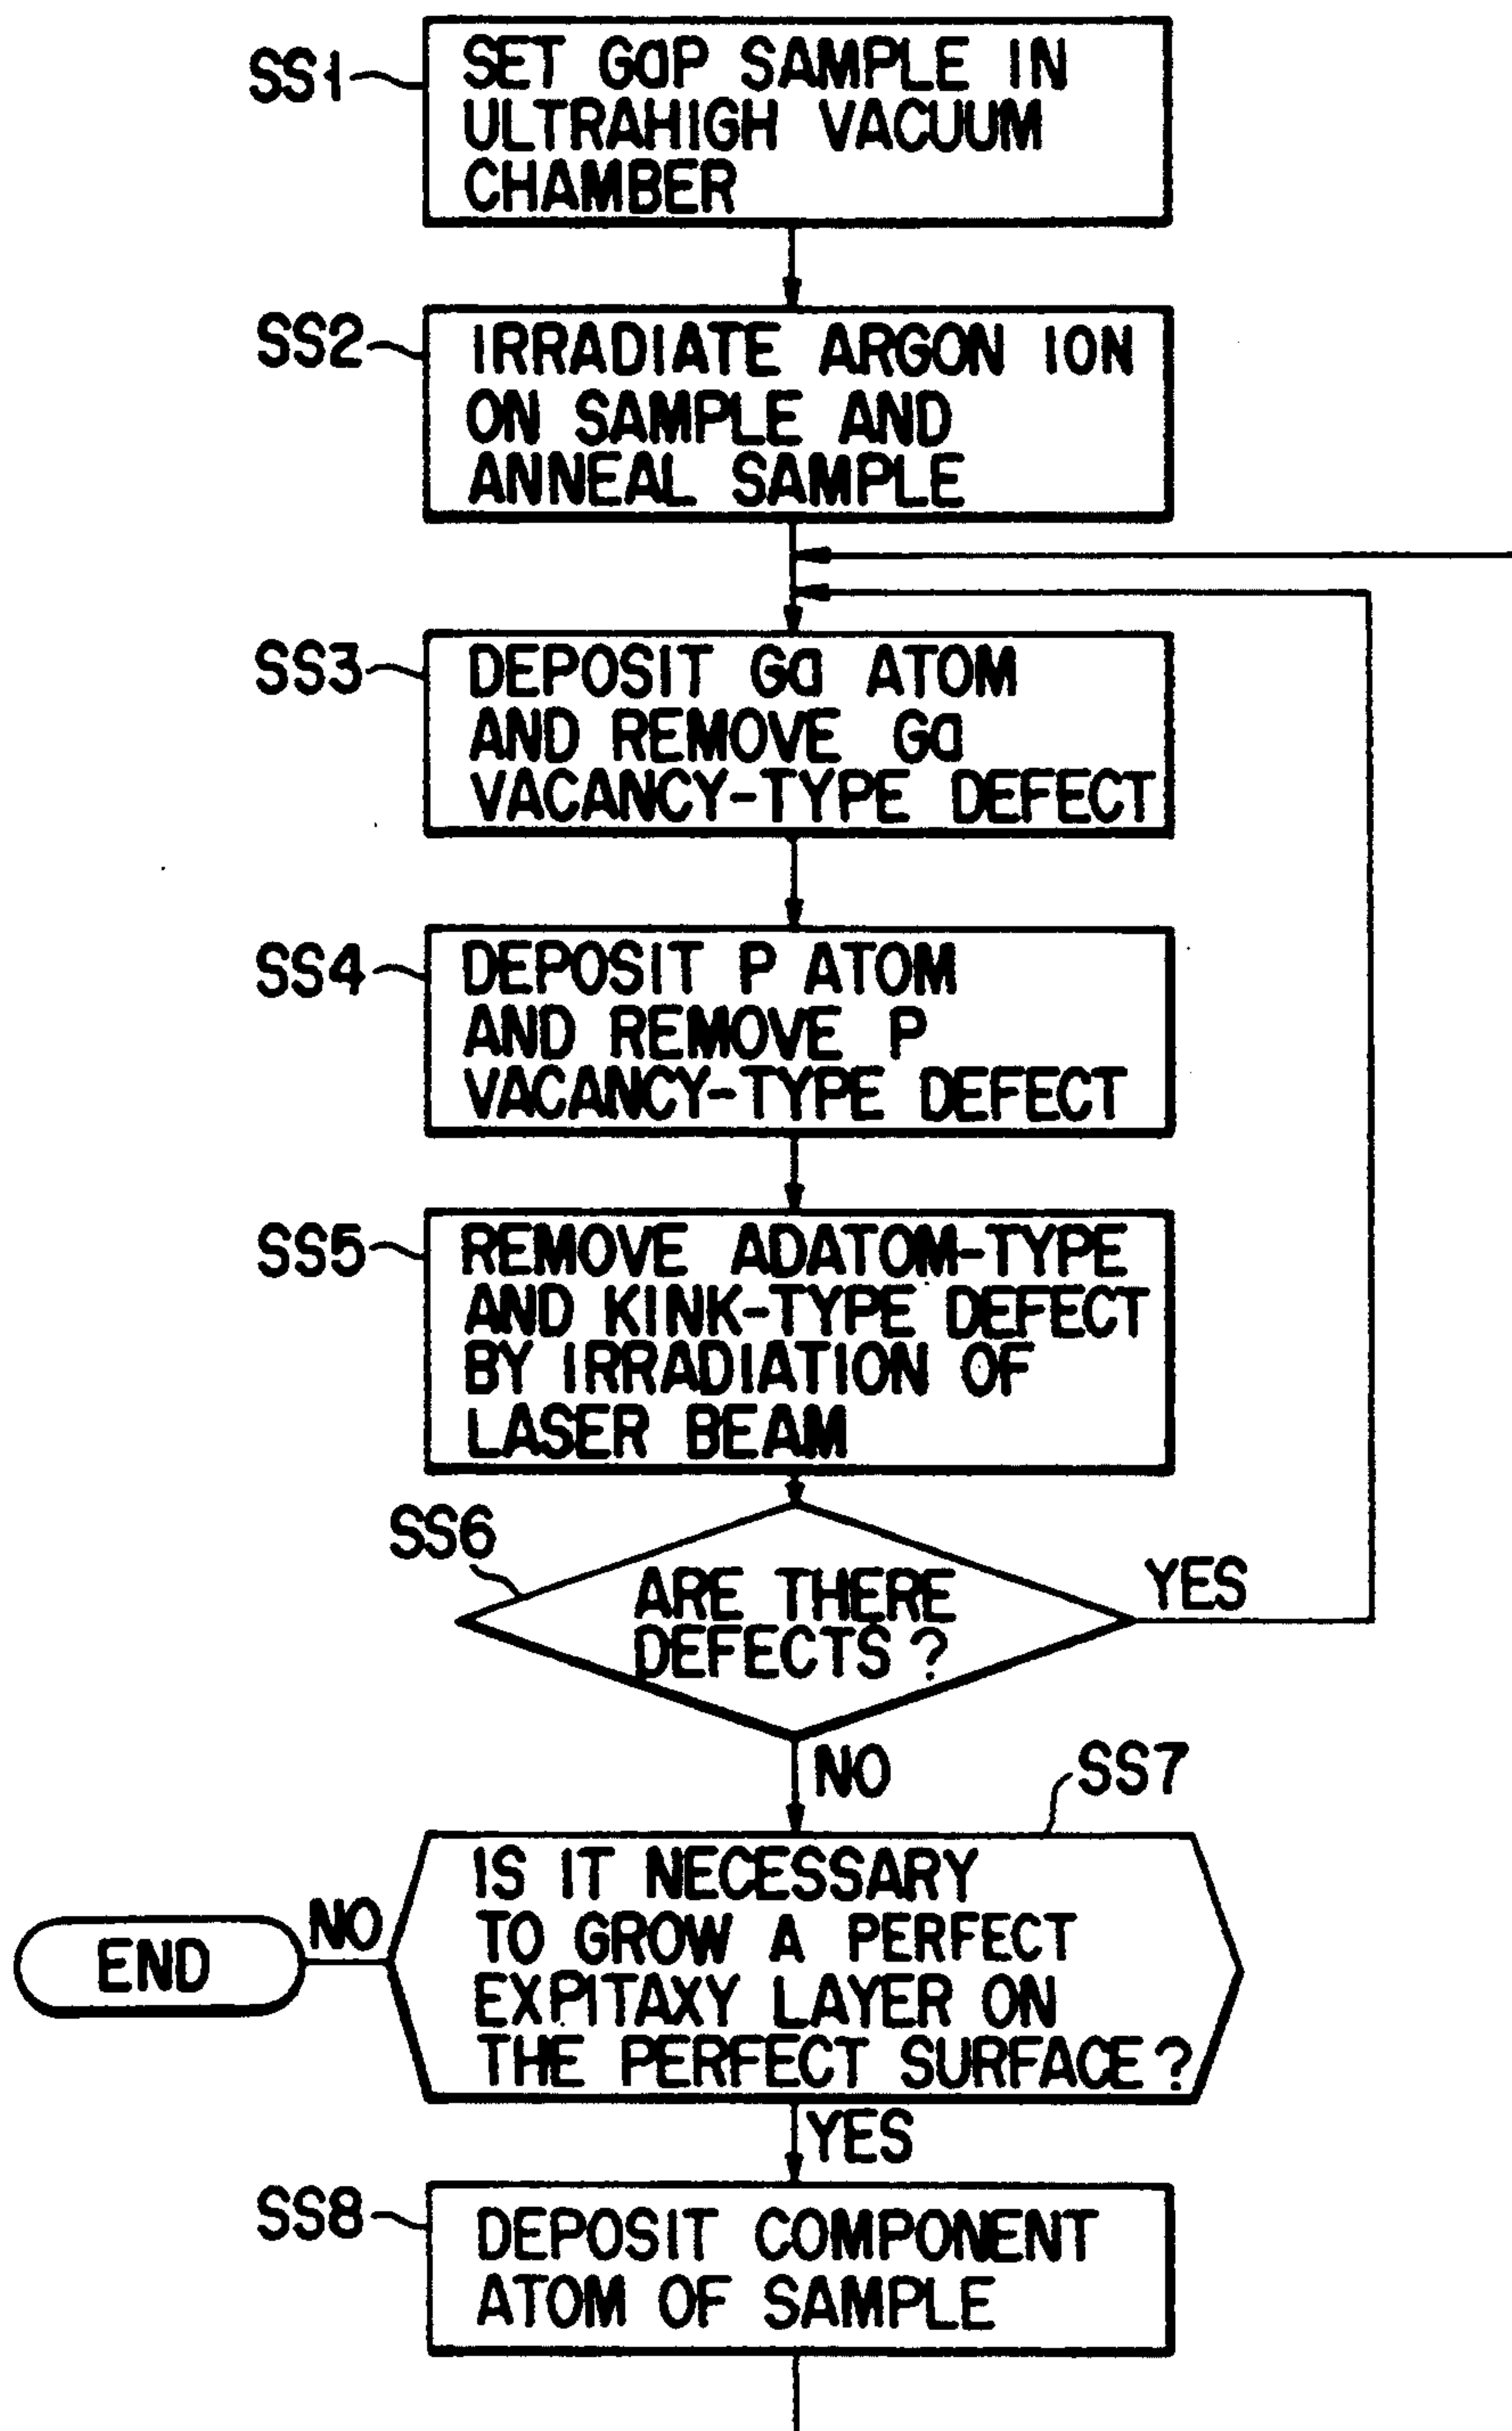 SS1
SET GaP SAMPLE IN
ULTRAHIGH VACUUM
CHAMBER
SS2
IRRADIATE ARGON ION
ON SAMPLE AND
ANNEAL SAMPLE
SS3
DEPOSIT Ga ATOM
AND REMOVE Ga
VACANCY-TYPE DEFECT
SS4
DEPOSIT P ATOM
AND REMOVE P
VACANCY-TYPE DEFECT
SS5
REMOVE ADATOM-TYPE
AND KINK-TYPE DEFECT
BY IRRADIATION OF
LASER BEAM
SS6
ARE THERE
DEFECTS ?
YES
NO
SS7
IS IT NECESSARY
TO GROW A PERFECT
EXPITAXY LAYER ON
THE PERFECT SURFACE ?
NO
END
YES
SS8
DEPOSIT COMPONENT
ATOM OF SAMPLE